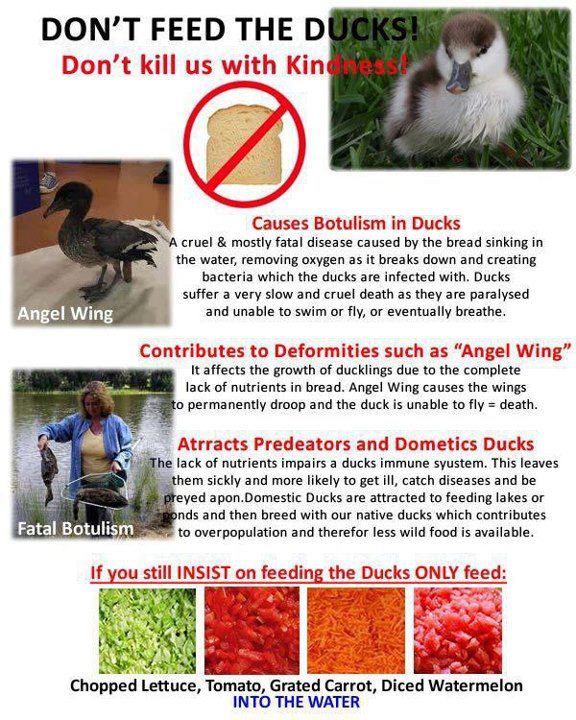 DON'T FEED THE DUCKS!
Don't kill us with Kindness!
Causes Botulism in Ducks
A cruel & mostly fatal disease caused by the bread sinking in
the water, removing oxygen as it breaks down and creating
bacteria which the ducks are infected with. Ducks
suffer a very slow and cruel death as they are paralysed
and unable to swim or fly, or eventually breathe.
Angel Wing
Contributes to Deformities such as "Angel Wing"
It affects the growth of ducklings due to the complete
lack of nutrients in bread. Angel Wing causes the wings
to permanently droop and the duck is unable to fly = death.
Atrracts Predeators and Dometics Ducks
The lack of nutrients impairs a ducks immune syustem. This leaves
them sickly and more likely to get ill, catch diseases and be
preyed apon.Domestic Ducks are attracted to feeding lakes or
ponds and then breed with our native ducks which contributes
to overpopulation and therefor less wild food is available.
Fatal Botulism
If you still INSIST on feeding the Ducks ONLY feed:
Chopped Lettuce, Tomato, Grated Carrot, Diced Watermelon
INTO THE WATER